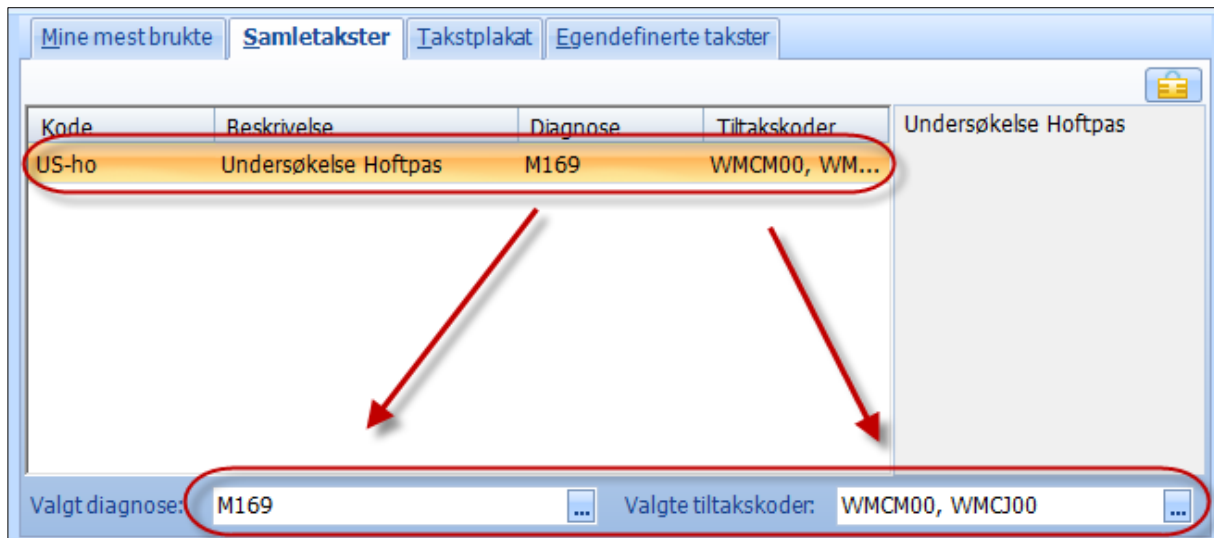 Mine mest brukte Samletakster Takstplakat Egendefinerte takster
Kode Beskrivelse Diagnose Tiltakskoder Undersøkelse Hoftpas
US-ho Undersøkelse Hoftpas M169 WMCM00, WM...
Valgt diagnose: M169 ... Valgte tiltakskoder: WMCM00, WMCJ00 ...